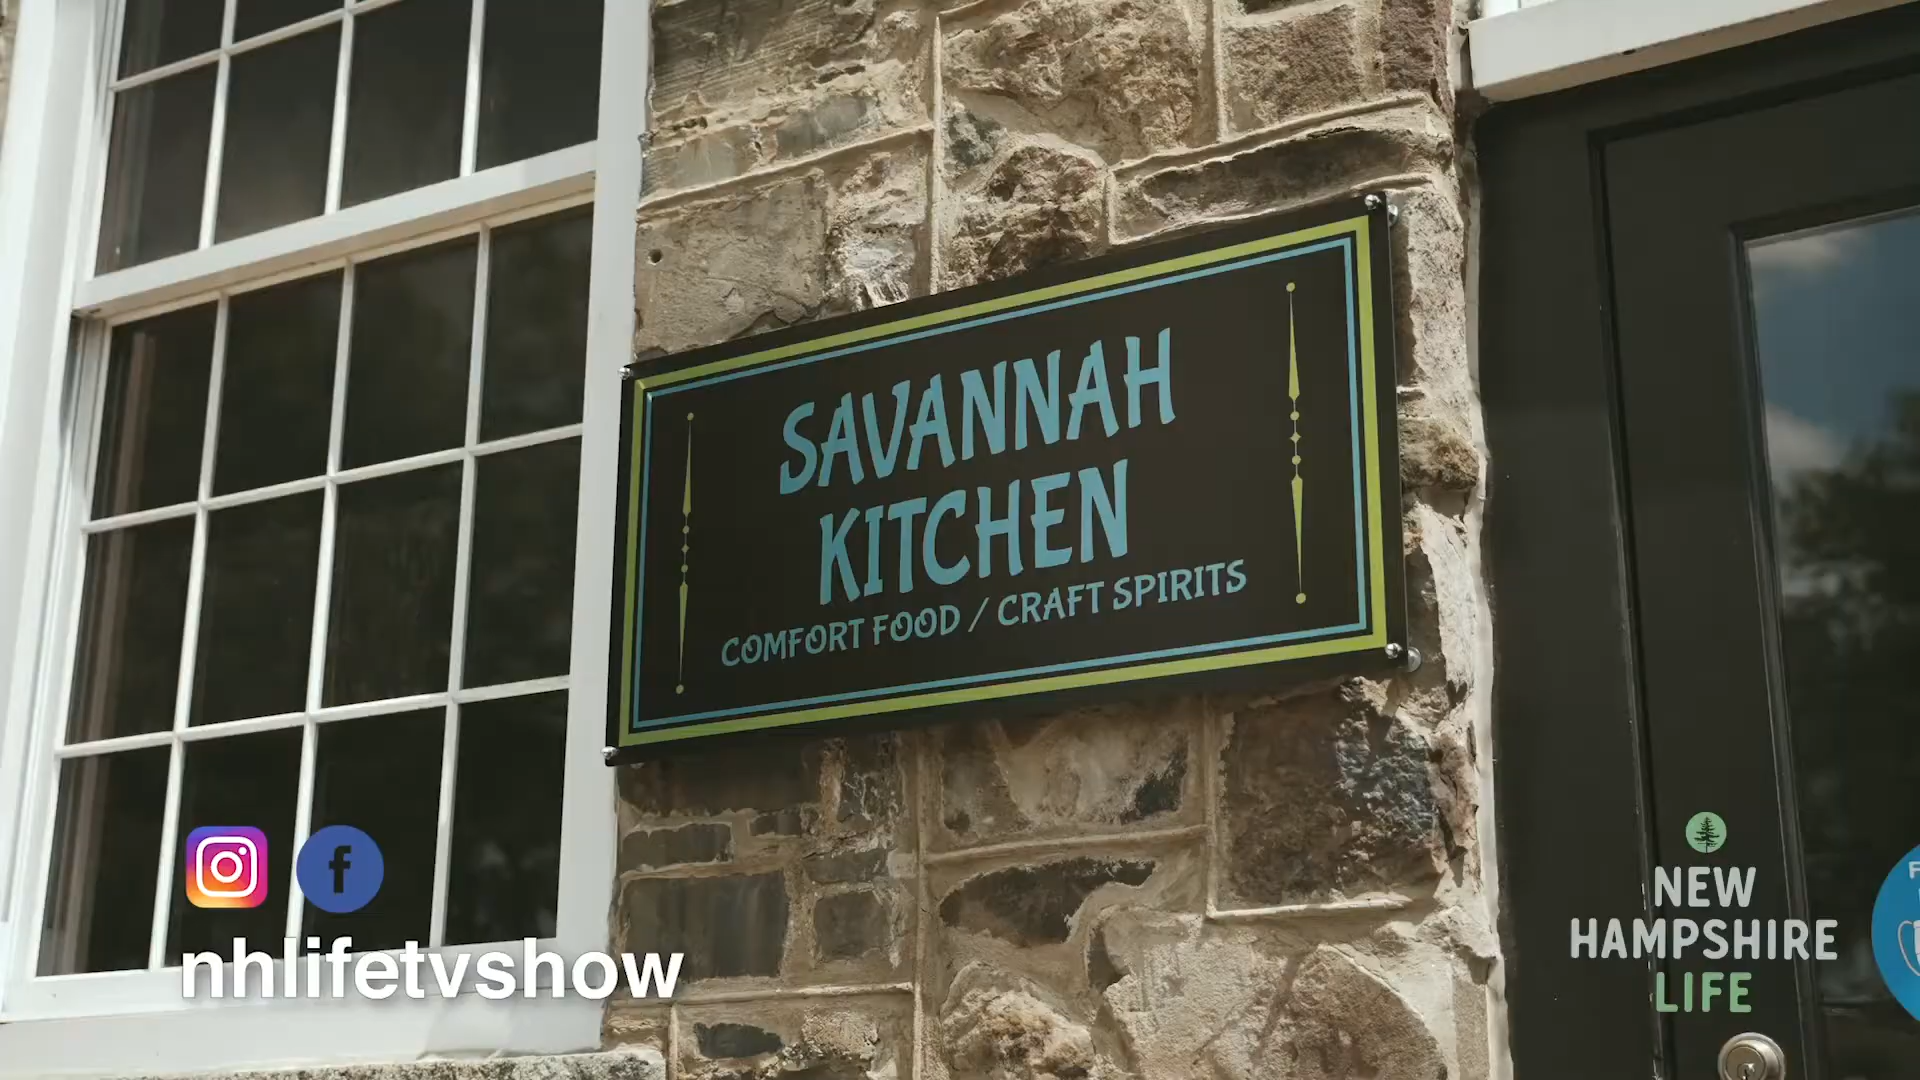 SAVANNAH
KITCHEN
COMFORT FOOD / CRAFT SPIRITS
nhlifetvshow
NEW
HAMPSHIRE
LIFE